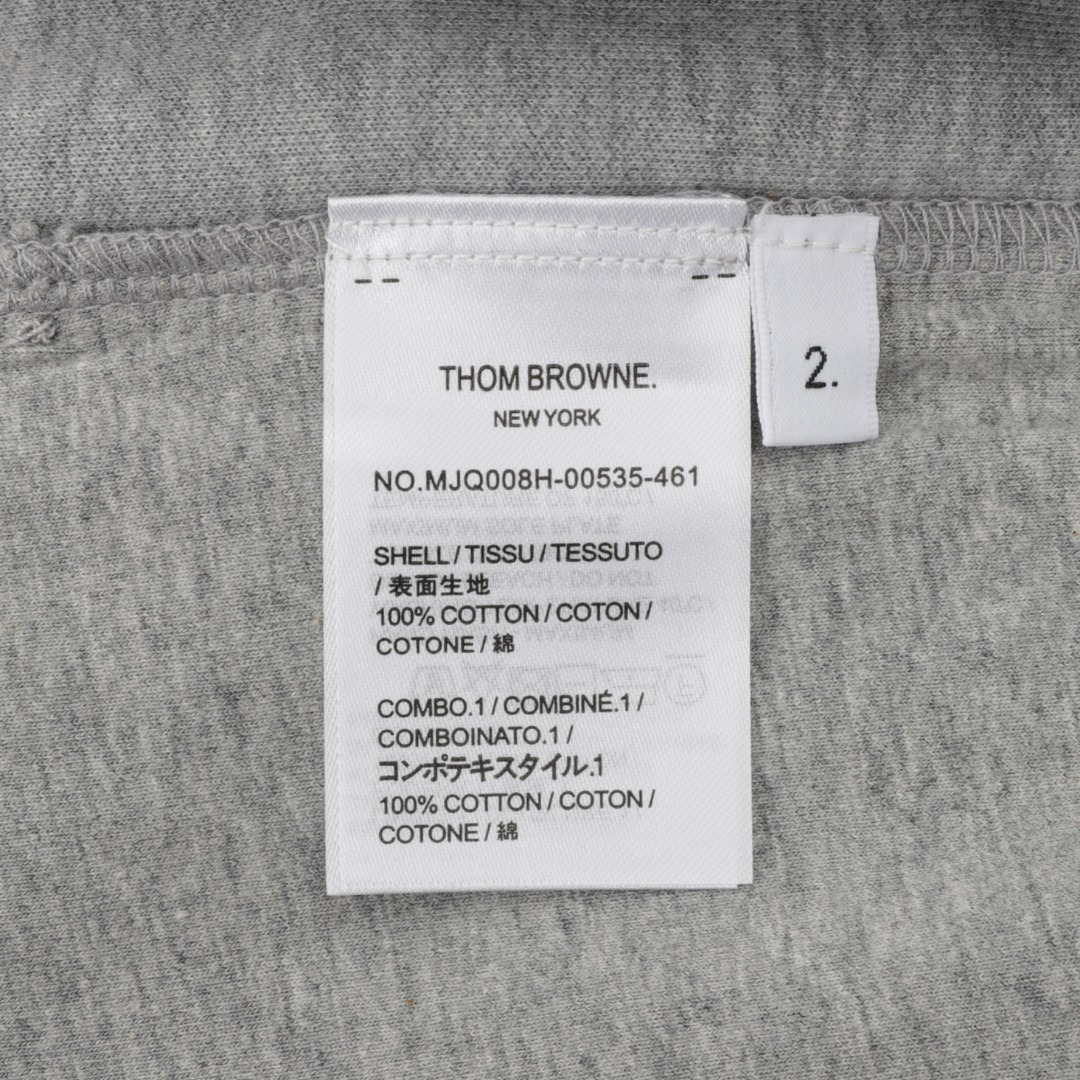 THOM BROWNE.
NEW YORK
2.
NO.MJQ008H-00535-461
SHELL / TISSU / TESSUTO
/ 表面生地
100% COTTON / COTON /
COTONE / 綿
COMBO.1 / COMBINÉ.1 /
COMBOINATO.1 /
コンポテキスタイル.1
100% COTTON / COTON /
COTONE / 綿